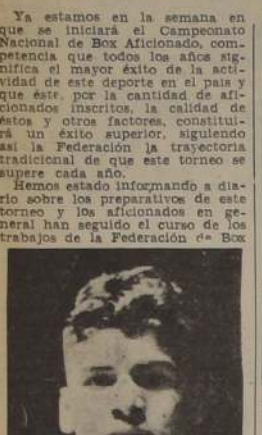 Ya estamos en la semana en
que se iniciará el Campeonato
Nacional de Box Aficionado, com-
petencia que todos los años sig-
nifica el mayor éxito de la acti-
vidad de este deporte en el país y
que éste, por la cantidad de afi-
cionados inscritos, la calidad de
éstos y otros factores, constitui-
rá un éxito superior, siguiendo
así la Federación la trayectoria
tradicional de que este torneo se
supere cada año.
Hemos estado informando a dia-
rio sobre los preparativos de este
torneo y los aficionados en ge-
neral han seguido el curso de los
trabajos de la Federación de Box